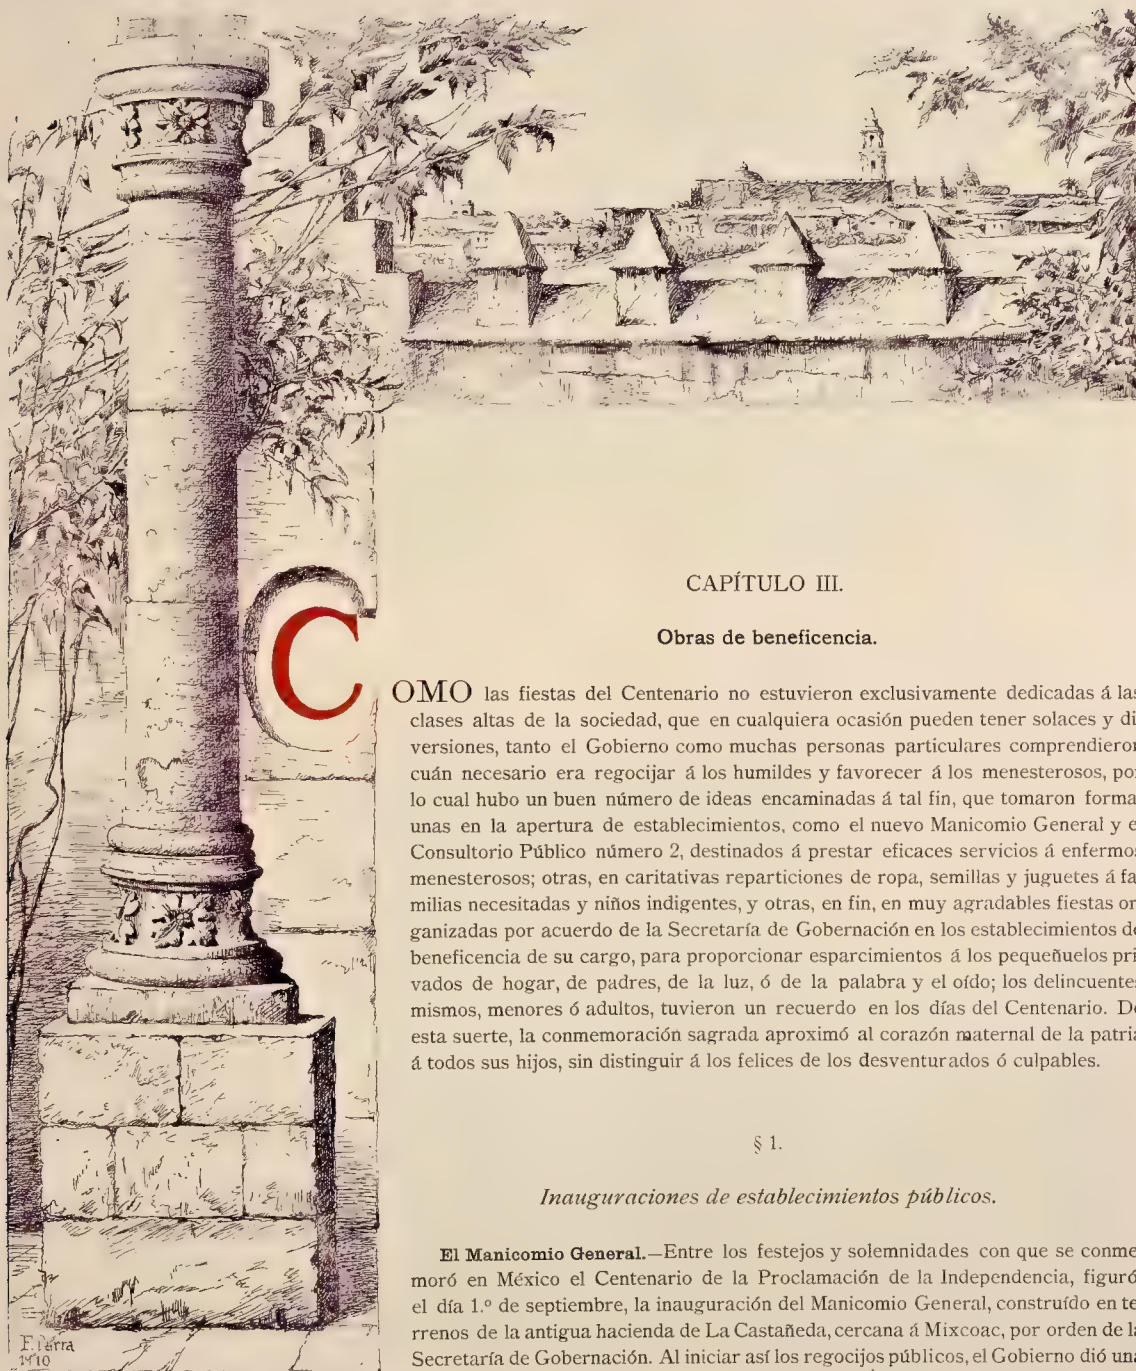 CAPÍTULO III.
Obras de beneficencia.
COMO las fiestas del Centenario no estuvieron exclusivamente dedicadas á las
clases altas de la sociedad, que en cualquiera ocasión pueden tener solaces y di
versiones, tanto el Gobierno como muchas personas particulares comprendieron
cuán necesario era regocijar á los humildes y favorecer á los menesterosos, por
lo cual hubo un buen número de ideas encaminadas á tal fin, que tomaron forma,
unas en la apertura de establecimientos, como el nuevo Manicomio General y e
Consultorio Público número 2, destinados á prestar eficaces servicios á enfermos
menesterosos; otras, en caritativas reparticiones de ropa, semillas y juguetes á fa
milias necesitadas y niños indigentes, y otras, en fin, en muy agradables fiestas or
ganizadas por acuerdo de la Secretaría de Gobernación en los establecimientos de
beneficencia de su cargo, para proporcionar esparcimientos á los pequeñuelos pri
vados de hogar, de padres, de la luz, ó de la palabra y el oído; los delincuentes
mismos, menores ó adultos, tuvieron un recuerdo en los días del Centenario. De
esta suerte, la conmemoración sagrada aproximó al corazón maternal de la patria
á todos sus hijos, sin distinguir á los felices de los desventurados ó culpables.
§ 1.
Inauguraciones de establecimientos públicos.
El Manicomio General.—Entre los festejos y solemnidades con que se conme
moró en México el Centenario de la Proclamación de la Independencia, figuró,
el día 1.º de septiembre, la inauguración del Manicomio General, construído en te
rrenos de la antigua hacienda de La Castañeda, cercana á Mixcoac, por orden de la
Secretaría de Gobernación. Al iniciar así los regocijos públicos, el Gobierno dió una
1910